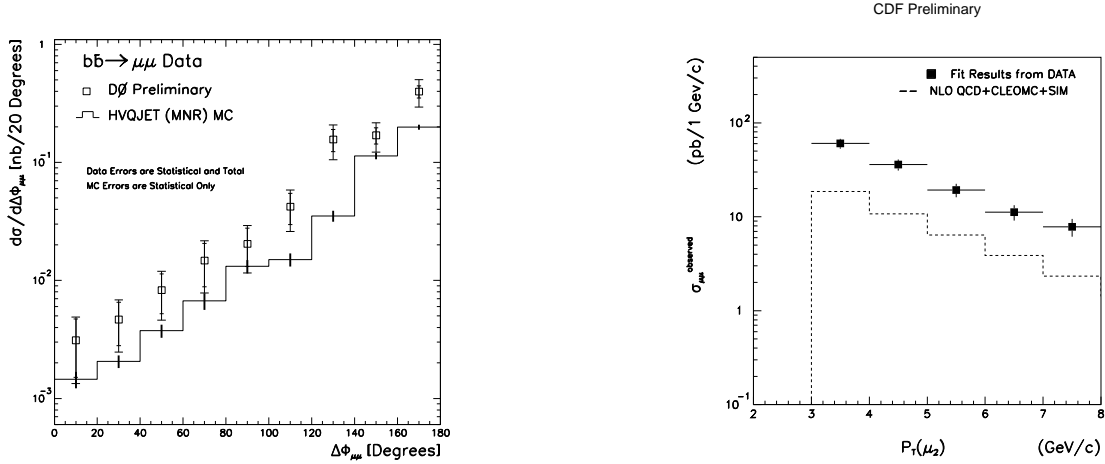 CDF Preliminary
dσ/dΔΦμμ [nb/20 Degrees]
1
10⁻¹
10⁻²
10⁻³
bb̄→μμ Data
DØ Preliminary
HVQJET (MNR) MC
Data Errors are Statistical and Total
MC Errors are Statistical Only
0 20 40 60 80 100 120 140 160 180
ΔΦμμ [Degrees]
σμμ^observed (pb/1 GeV/c)
10²
10
1
10⁻¹
Fit Results from DATA
NLO QCD+CLEOMC+SIM
2 3 4 5 6 7 8
P_T(μ₂) (GeV/c)